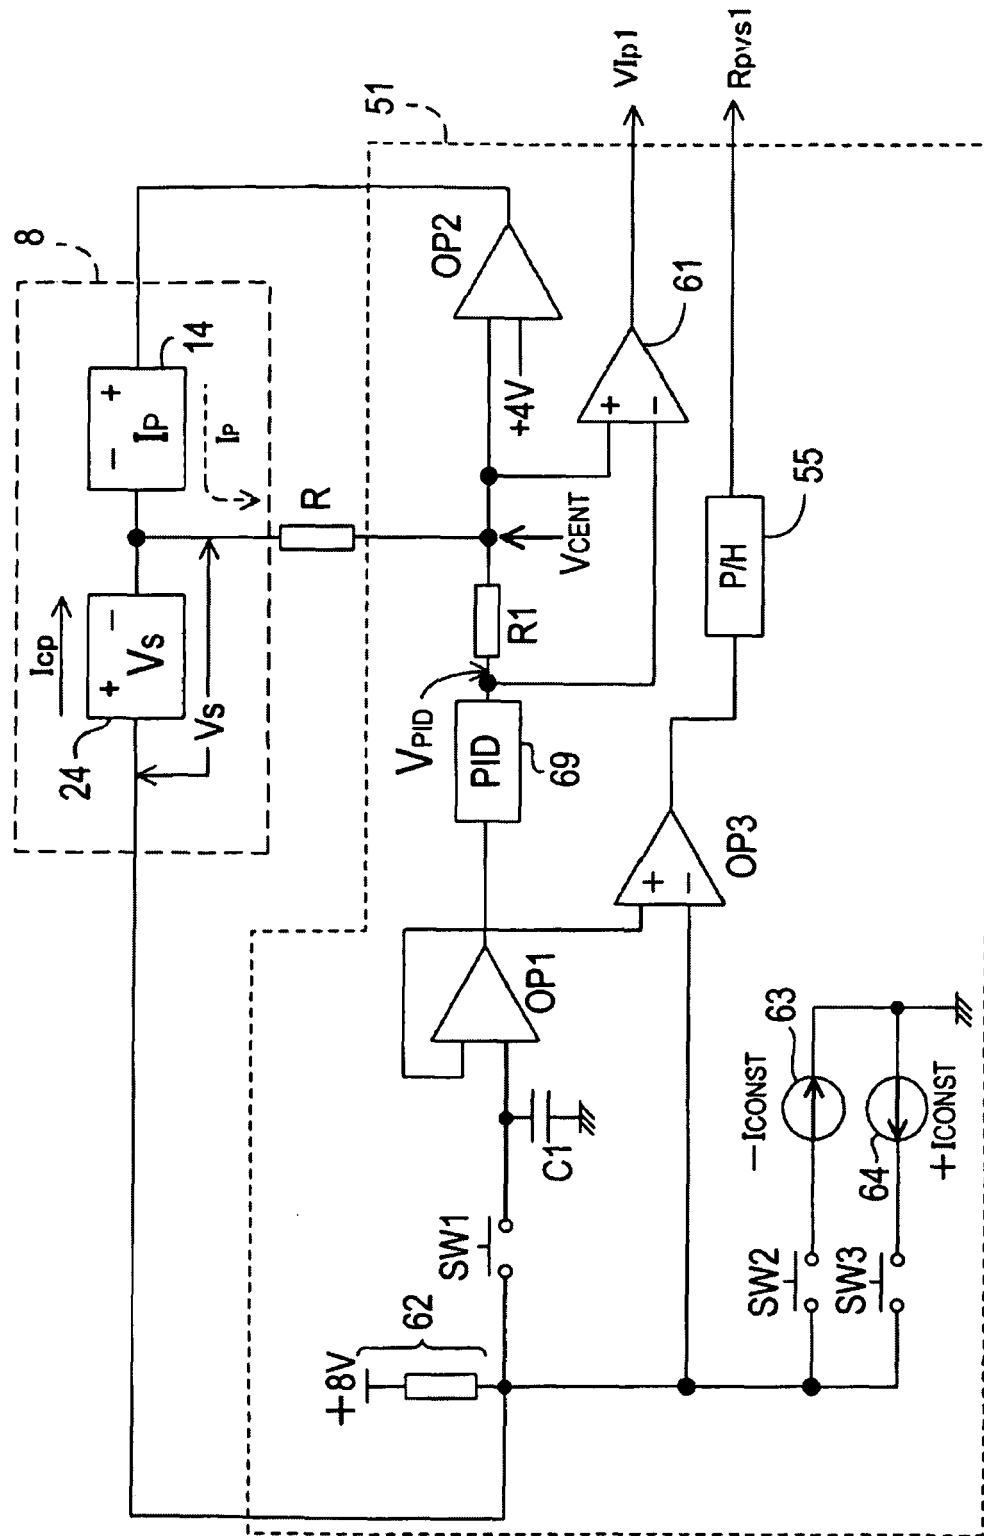 8
51
Icp
24
+
−
Vs
Vs
−
+
IP
14
IP
R
OP2
+4V
VCENT
R1
VPID
PID
69
+
−
61
VIp1
Rpvs1
P/H
55
OP1
OP3
+
−
C1
SW1
+8V
62
SW2
SW3
−ICONST
63
64
+ICONST